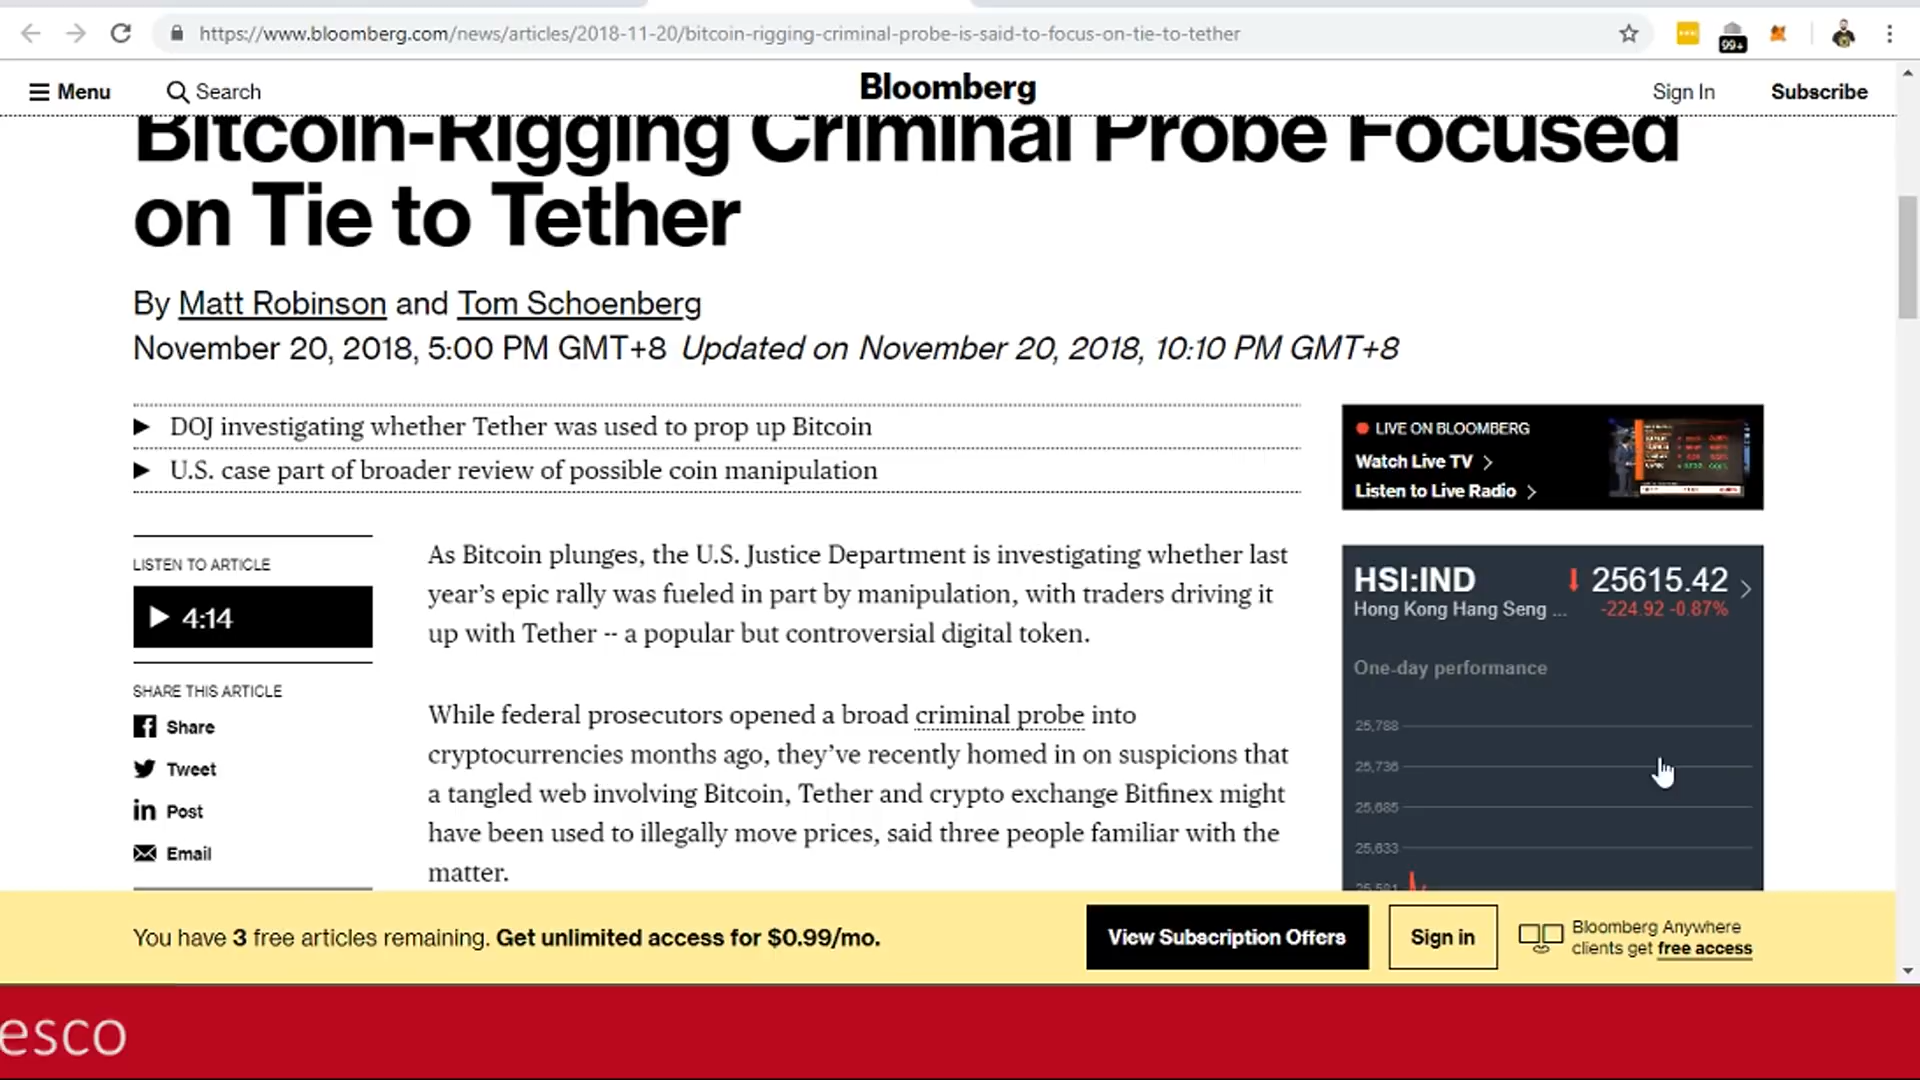 https://www.bloomberg.com/news/articles/2018-11-20/bitcoin-rigging-criminal-probe-is-said-to-focus-on-tie-to-tether
99+
Menu
Search
Bloomberg
Sign In
Subscribe
Bitcoin-Rigging Criminal Probe Focused
on Tie to Tether
By Matt Robinson and Tom Schoenberg
November 20, 2018, 5:00 PM GMT+8 Updated on November 20, 2018, 10:10 PM GMT+8
DOJ investigating whether Tether was used to prop up Bitcoin
U.S. case part of broader review of possible coin manipulation
LIVE ON BLOOMBERG
Watch Live TV
Listen to Live Radio
LISTEN TO ARTICLE
4:14
SHARE THIS ARTICLE
Share
Tweet
Post
Email
As Bitcoin plunges, the U.S. Justice Department is investigating whether last
year's epic rally was fueled in part by manipulation, with traders driving it
up with Tether -- a popular but controversial digital token.
While federal prosecutors opened a broad criminal probe into
cryptocurrencies months ago, they've recently homed in on suspicions that
a tangled web involving Bitcoin, Tether and crypto exchange Bitfinex might
have been used to illegally move prices, said three people familiar with the
matter.
HSI:IND
25615.42
Hong Kong Hang Seng ...
-224.92 -0.87%
One-day performance
25,788
25,736
25,685
25,633
25,581
You have 3 free articles remaining. Get unlimited access for $0.99/mo.
View Subscription Offers
Sign in
Bloomberg Anywhere
clients get free access
esco